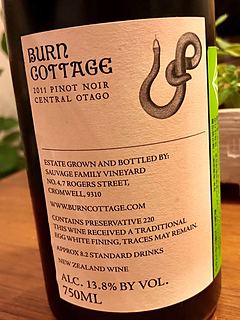 BURN
COTTAGE
2011 PINOT NOIR
CENTRAL OTAGO
ESTATE GROWN AND BOTTLED BY:
SAUVAGE FAMILY VINEYARD
NO. 4,7 ROGERS STREET,
CROMWELL, 9310
WWW.BURNCOTTAGE.COM
CONTAINS PRESERVATIVE 220
THIS WINE RECEIVED A TRADITIONAL
EGG WHITE FINING, TRACES MAY REMAIN.
APPROX 8.2 STANDARD DRINKS
NEW ZEALAND WINE
ALC. 13.8% BY VOL.
750ML